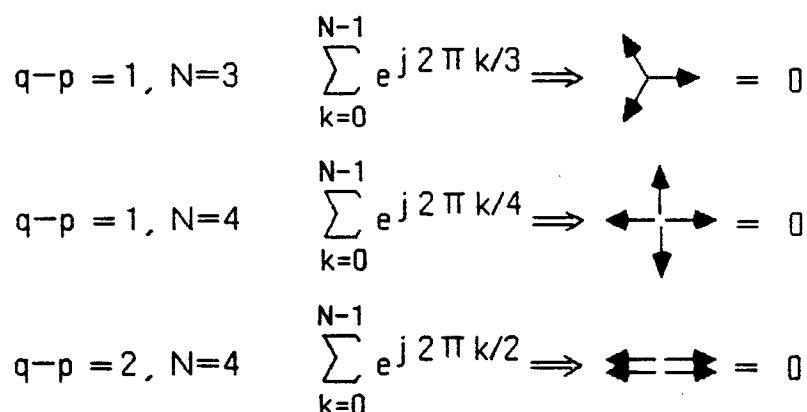 N-1
q-p = 1, N=3 ∑ e j 2 π k/3 ⟹ = 0
k=0
N-1
q-p = 1, N=4 ∑ e j 2 π k/4 ⟹ = 0
k=0
N-1
q-p = 2, N=4 ∑ e j 2 π k/2 ⟹ = 0
k=0